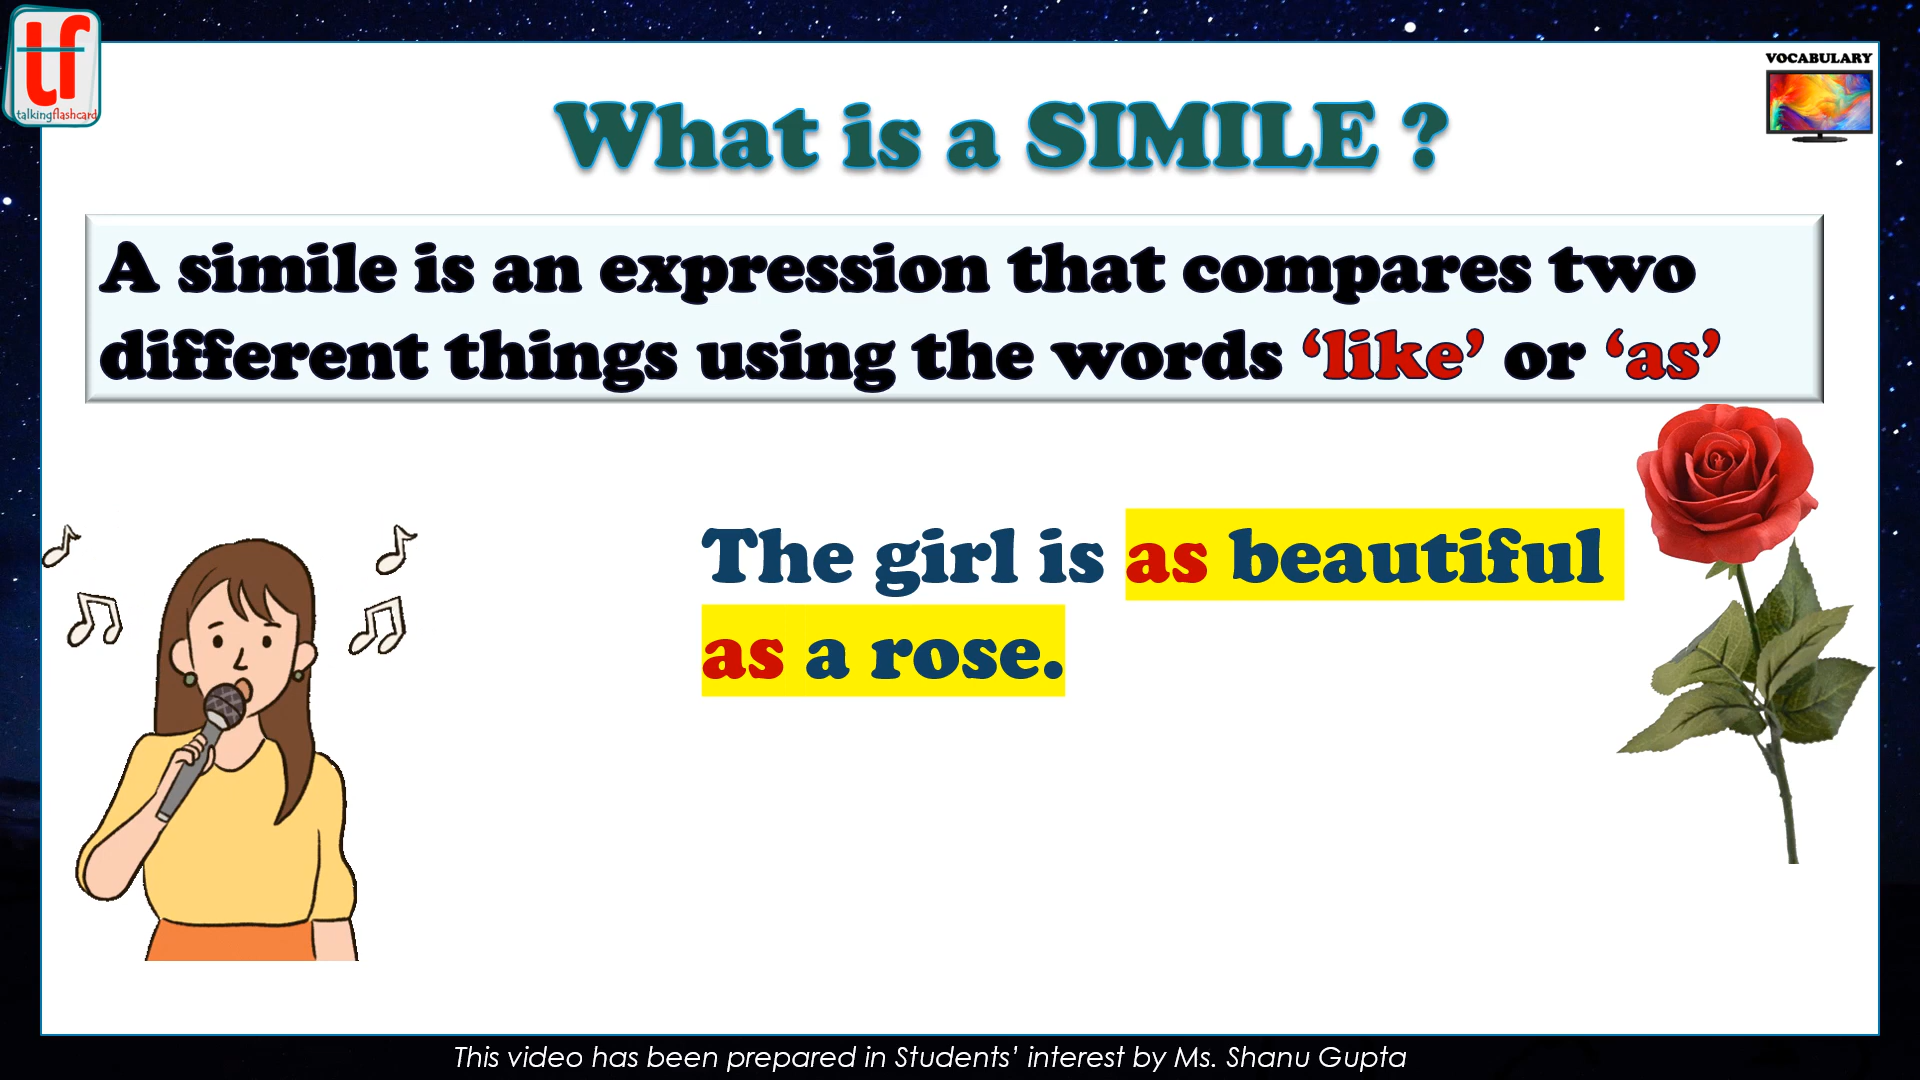 tf
talkingflashcard
VOCABULARY
What is a SIMILE ?
A simile is an expression that compares two
different things using the words ‘like’ or ‘as’
The girl is as beautiful
as a rose.
This video has been prepared in Students’ interest by Ms. Shanu Gupta